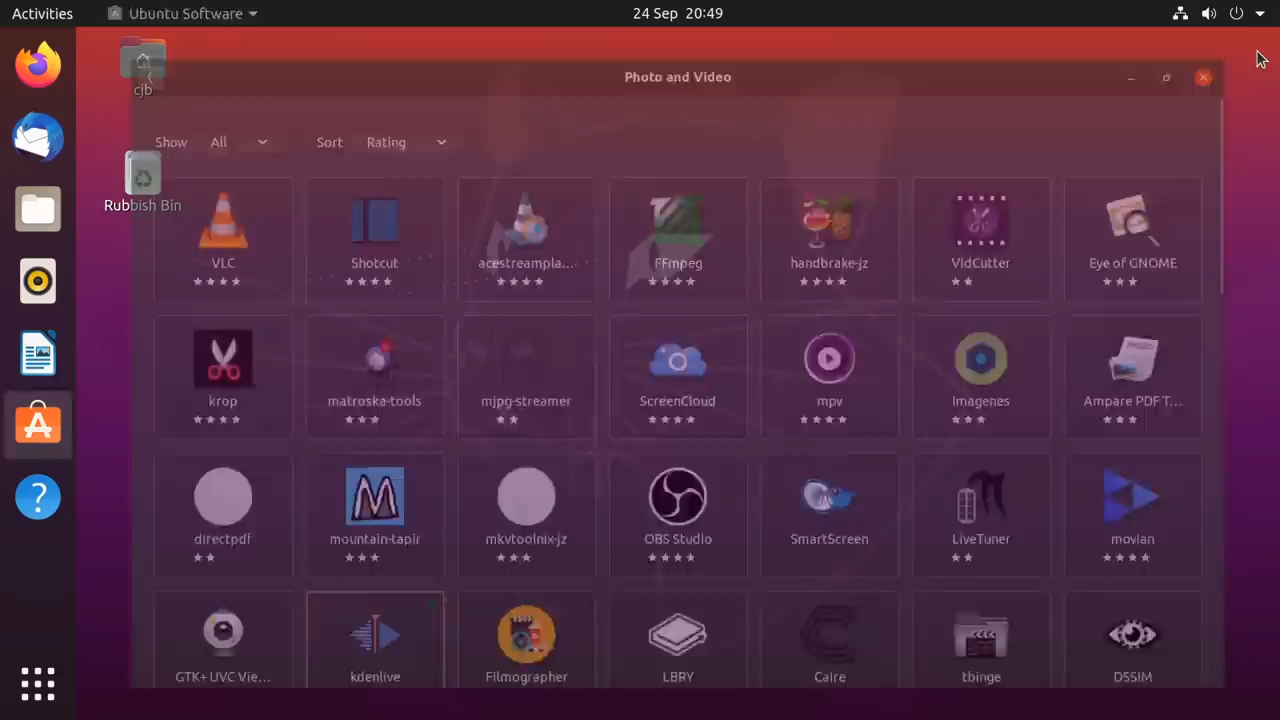 Activities Ubuntu Software 24 Sep 20:49
cjb
Photo and Video
Show All Sort Rating
Rubbish Bin
VLC Shotcut acestreampla... FFmpeg handbrake-jz VidCutter Eye of GNOME
krop matroska-tools mjpg-streamer ScreenCloud mpv Imagenes Ampare PDF T...
directpdf mountain-tapir mkvtoolnix-jz OBS Studio SmartScreen LiveTuner movian
GTK+ UVC Vie... kdenlive Filmographer LBRY Caire tbinge DSSIM